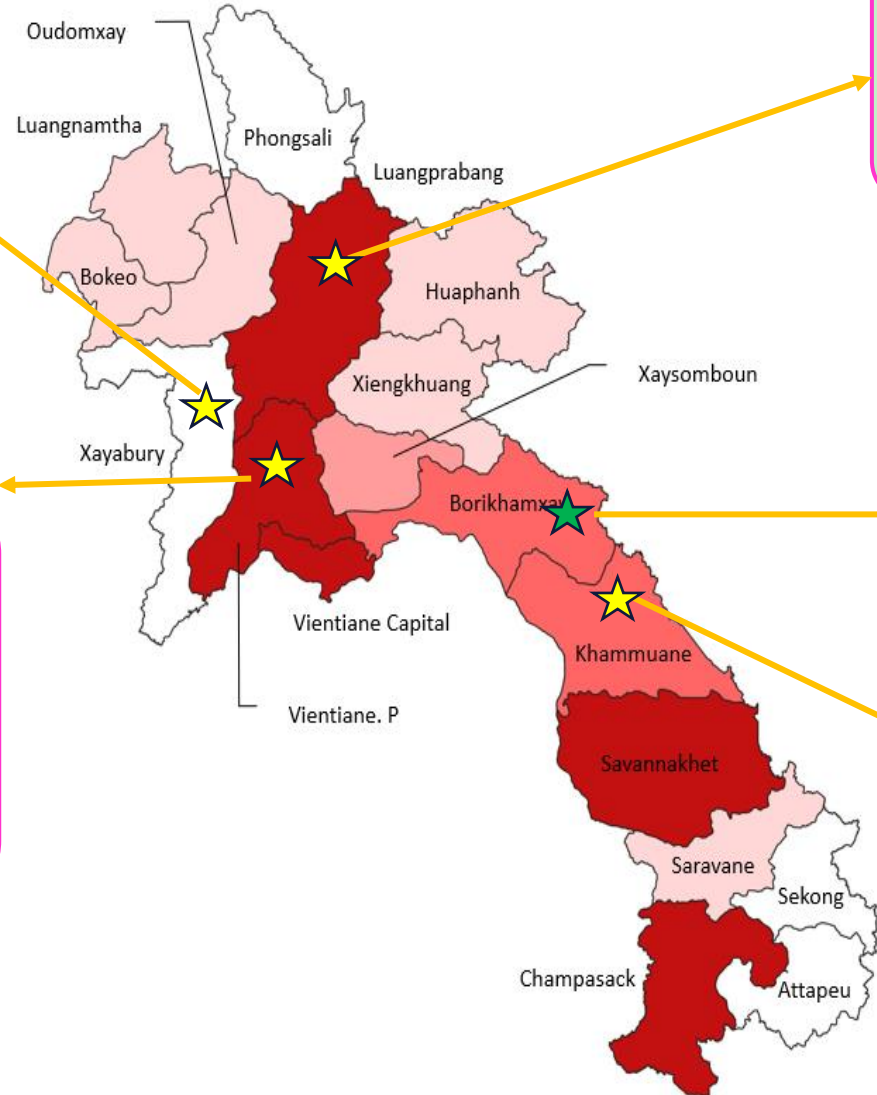 Oudomxay
Luangnamtha
Phongsali
Luangprabang
Bokeo
Huaphanh
Xiengkhuang
Xaysomboun
Xayabury
Borikhamxay
Vientiane Capital
Khammuane
Vientiane. P
Savannakhet
Saravane
Sekong
Champasack
Attapeu